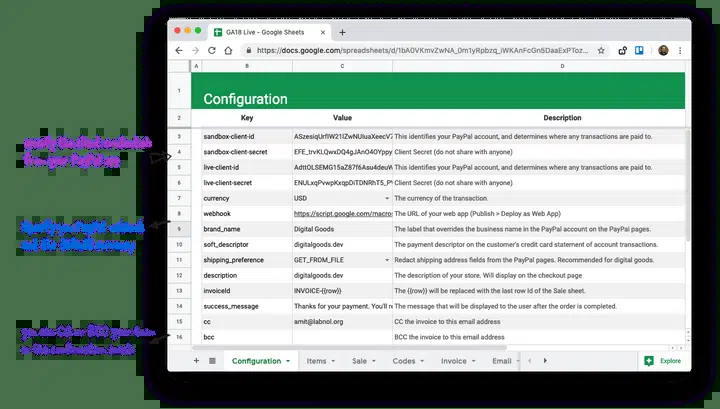 GA18 Live - Google Sheets
https://docs.google.com/spreadsheets/d/1bA0VKmvZwNA_0m1yRpbzq_iWKAnFcGn5DaaExPToz...
A B C D
1 Configuration
2 Key Value Description
3 sandbox-client-id This identifies your PayPal account, and determines where any transactions are paid to.
4 sandbox-client-secret Client Secret (do not share with anyone)
5 live-client-id This identifies your PayPal account, and determines where any transactions are paid to.
6 live-client-secret Client Secret (do not share with anyone)
7 currency USD The currency of the transaction.
8 webhook https://script.google.com/macros The URL of your web app (Publish > Deploy as Web App)
9 brand_name Digital Goods The label that overrides the business name in the PayPal account on the PayPal pages.
10 soft_descriptor digitalgoods.dev The payment descriptor on the customer's credit card statement of account transactions.
11 shipping_preference GET_FROM_FILE Redact shipping address fields from the PayPal pages. Recommended for digital goods.
12 description digitalgoods.dev The description of your store. Will display on the checkout page
13 invoiceId INVOICE-{{row}} The {{row}} will be replaced with the last row Id of the Sale sheet.
14 success_message Thanks for your payment. You'll r The message that will be displayed to the user after the order is completed.
15 cc amit@labnol.org CC the invoice to this email address
16 bcc BCC the invoice to this email address
Configuration Items Sale Codes Invoice Email Explore